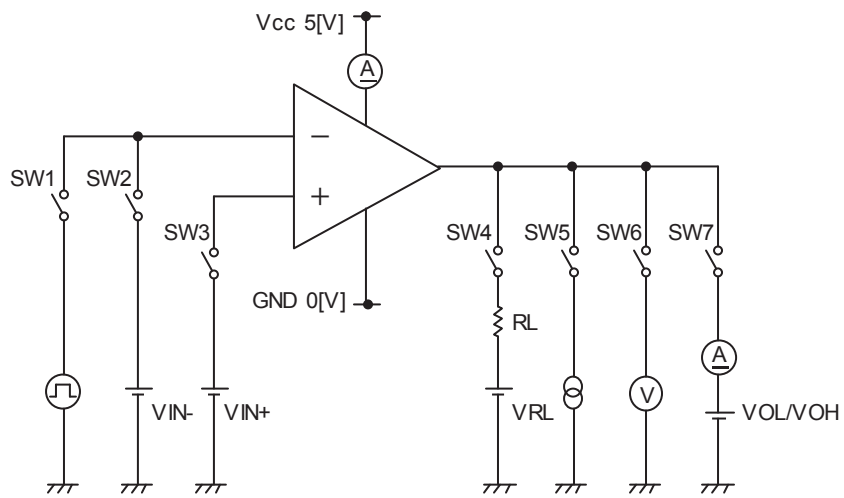 Vcc 5[V]
A
−
+
SW1
SW2
SW3
SW4
SW5
SW6
SW7
GND 0[V]
RL
A
V
VIN-
VIN+
VRL
VOL/VOH